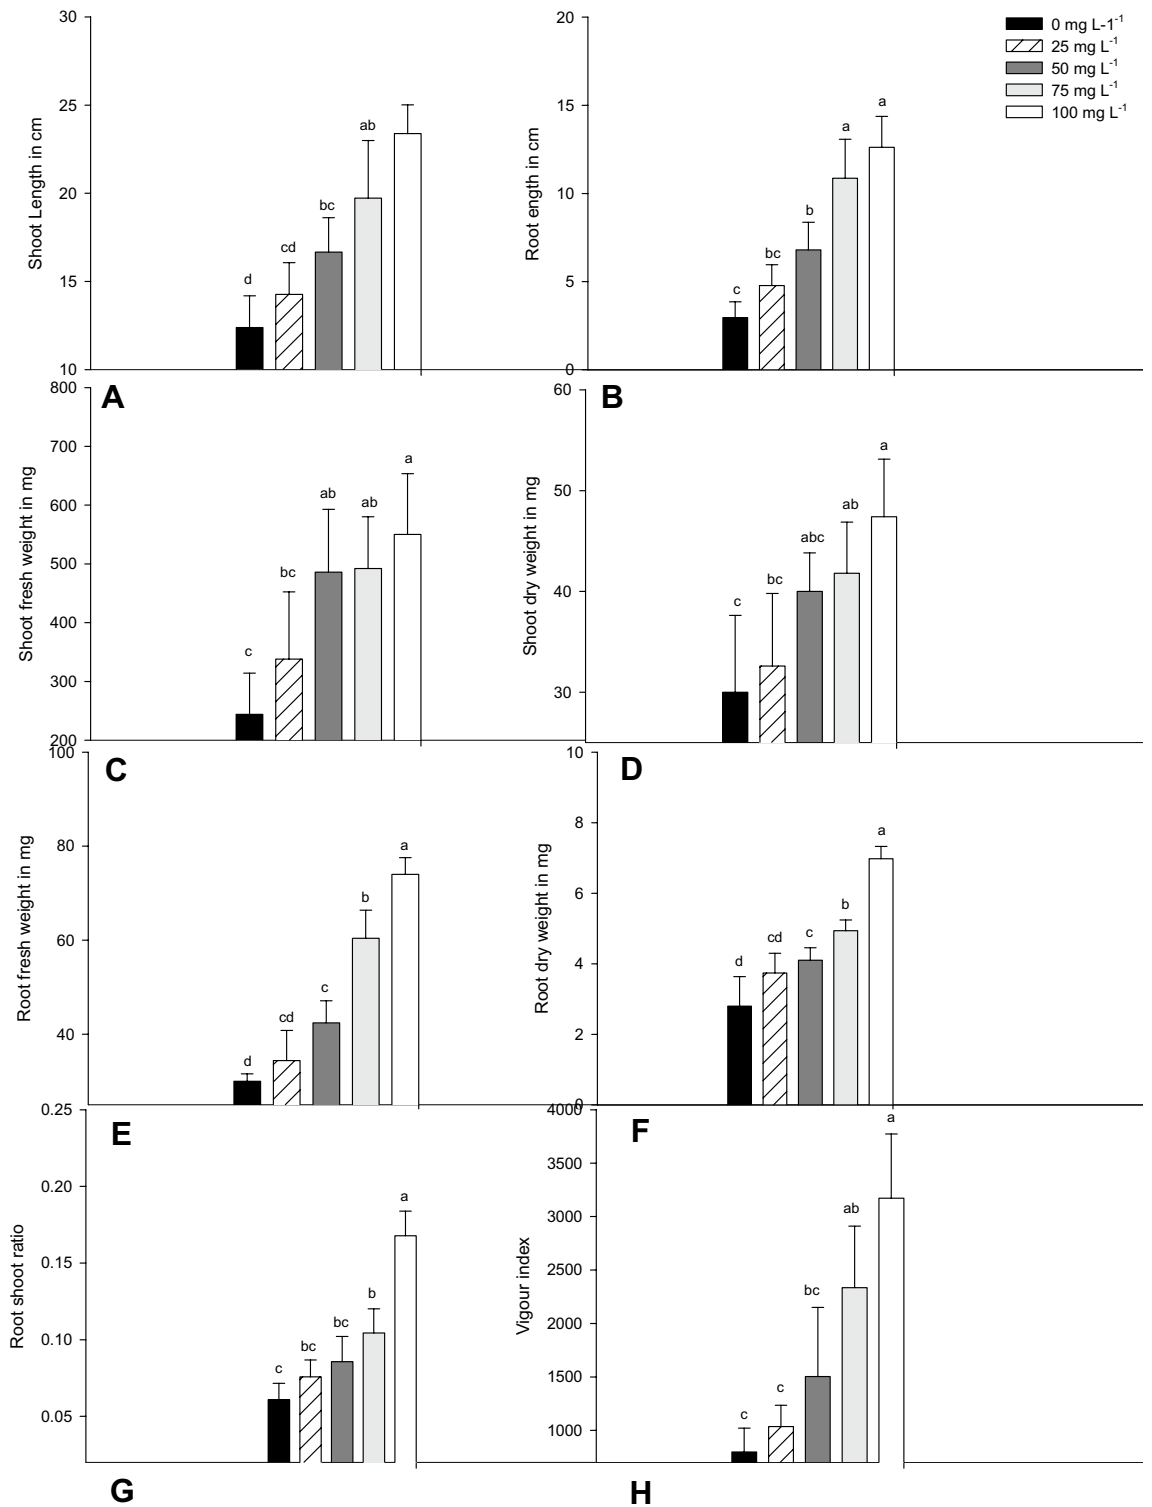 0 mg L-1⁻¹
25 mg L⁻¹
50 mg L⁻¹
75 mg L⁻¹
100 mg L⁻¹
Shoot Length in cm
30
25
20
15
10
d
cd
bc
ab
A
Root ength in cm
20
15
10
5
0
c
bc
b
a
a
B
Shoot fresh weight in mg
800
700
600
500
400
300
200
c
bc
ab
ab
a
C
Shoot dry weight in mg
60
50
40
30
c
bc
abc
ab
a
D
Root fresh weight in mg
100
80
60
40
d
cd
c
b
a
E
Root dry weight in mg
10
8
6
4
2
0
d
cd
c
b
a
F
Root shoot ratio
0.25
0.20
0.15
0.10
0.05
c
bc
bc
b
a
G
Vigour index
4000
3500
3000
2500
2000
1500
1000
c
c
bc
ab
a
H